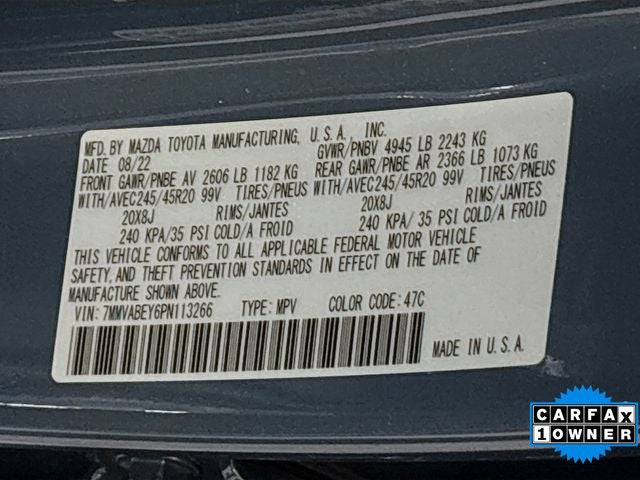 MFD. BY MAZDA TOYOTA MANUFACTURING, U.S.A., INC.
DATE 08/22 GVWR/PNBV 4945 LB 2243 KG
FRONT GAWR/PNBE AV 2606 LB 1182 KG REAR GAWR/PNBE AR 2366 LB 1073 KG
WITH/AVEC245/45R20 99V TIRES/PNEUS WITH/AVEC245/45R20 99V TIRES/PNEUS
20X8J RIMS/JANTES 20X8J RIMS/JANTES
240 KPA/35 PSI COLD/A FROID 240 KPA/ 35 PSI COLD/A FROID
THIS VEHICLE CONFORMS TO ALL APPLICABLE FEDERAL MOTOR VEHICLE
SAFETY, AND THEFT PREVENTION STANDARDS IN EFFECT ON THE DATE OF
MANUFACTURE SHOWN ABOVE.
VIN: 7MMVABEY6PN113266 TYPE: MPV COLOR CODE: 47C
MADE IN U.S.A.
CARFAX
1 OWNER